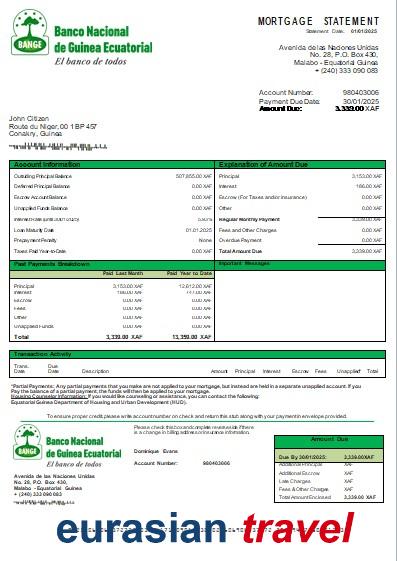 BANGE
Banco Nacional
de Guinea Ecuatorial
El banco de todos
MORTGAGE STATEMENT
Statement Date: 01/01/2025
Avenida de las Naciones Unidas
No. 28, P.O. Box 430,
Malabo - Equatorial Guinea
+ (240) 333 090 083
Account Number: 980403006
Payment Due Date: 30/01/2025
Amount Due: 3,339.00 XAF
John Citizen
Route du Niger,00 1BP 457
Conakry, Guinea
Account Information
Outstanding Principal Balance 507,855.00 XAF
Deferred Principal Balance 0.00 XAF
Escrow Account Balance 0.00 XAF
Unapplied Funds Balance 0.00 XAF
Loan Maturity Date 01.01.2025
Prepayment Penalty None
Taxes Paid Year-to-Date 0.00 XAF
Explanation of Amount Due
Principal 3,153.00 XAF
Interest 186.00 XAF
Escrow (For Taxes and/or Insurance) 0.00 XAF
Other 0.00 XAF
Regular Monthly Payment 3,339.00 XAF
Fees and Other Charges 0.00 XAF
Overdue Payment 0.00 XAF
Total Amount Due 3,339.00 XAF
Past Payments Breakdown
Paid Last Month Paid Year to Date
Principal 3,153.00 XAF 12,612.00 XAF
Interest 186.00 XAF
Escrow 0.00 XAF 0.00 XAF
Fees 0.00 XAF 0.00 XAF
Other 0.00 XAF 0.00 XAF
Unapplied Funds 0.00 XAF 0.00 XAF
Total 3,339.00 XAF 13,359.00 XAF
Important Messages
Transaction Activity
Trans. Date Due Date Description Amount Principal Interest Escrow Fees Unapplied* Total
*Partial Payments: Any partial payments that you make are not applied to your mortgage, but instead are held in a separate unapplied account. If you
Pay the balance of a partial payment, the funds will then be applied to your mortgage.
Housing Counselor Information: If you would like counseling or assistance, you can contact the following:
Equatorial Guinea Department of Housing and Urban Development (HUD).
To ensure proper credit please write account number on check and return this stub along with your payment in envelope provided.
BANGE
Banco Nacional
de Guinea Ecuatorial
El banco de todos
Avenida de las Naciones Unidas
No. 28, P.O. Box 430,
Malabo - Equatorial Guinea
+ (240) 333 090 083
Please check this box and complete reverse side if there
is a change in billing address or insurance information.
Dominique Evans
Account Number: 980403006
Amount Due
Due By 30/01/2025: 3,339.00XAF
Additional Principal XAF
Additional Escrow XAF
Late Charges XAF
Fees & Other Charges XAF
Total Amount Enclosed 3,339.00 XAF
eurasian travel